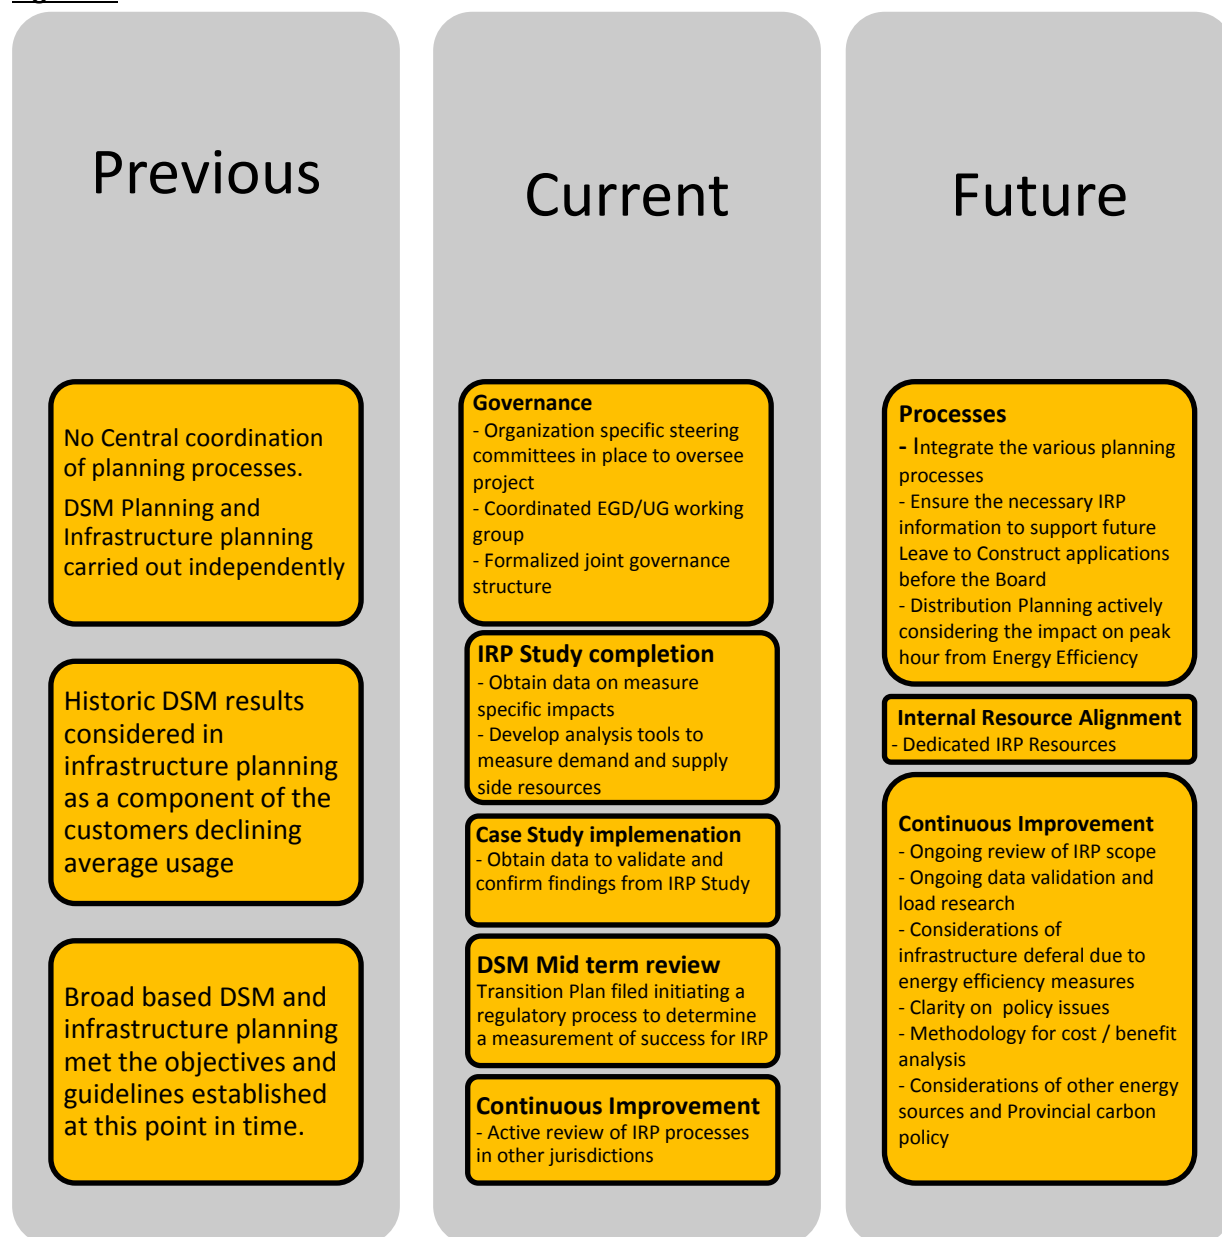 Previous
No Central coordination
of planning processes.
DSM Planning and
Infrastructure planning
carried out independently
Historic DSM results
considered in
infrastructure planning
as a component of the
customers declining
average usage
Broad based DSM and
infrastructure planning
met the objectives and
guidelines established
at this point in time.
Current
Governance
- Organization specific steering
committees in place to oversee
project
- Coordinated EGD/UG working
group
- Formalized joint governance
structure
IRP Study completion
- Obtain data on measure
specific impacts
- Develop analysis tools to
measure demand and supply
side resources
Case Study implemenation
- Obtain data to validate and
confirm findings from IRP Study
DSM Mid term review
Transition Plan filed initiating a
regulatory process to determine
a measurement of success for IRP
Continuous Improvement
- Active review of IRP processes
in other jurisdictions
Future
Processes
- Integrate the various planning
processes
- Ensure the necessary IRP
information to support future
Leave to Construct applications
before the Board
- Distribution Planning actively
considering the impact on peak
hour from Energy Efficiency
Internal Resource Alignment
- Dedicated IRP Resources
Continuous Improvement
- Ongoing review of IRP scope
- Ongoing data validation and
load research
- Considerations of
infrastructure deferal due to
energy efficiency measures
- Clarity on policy issues
- Methodology for cost / benefit
analysis
- Considerations of other energy
sources and Provincial carbon
policy